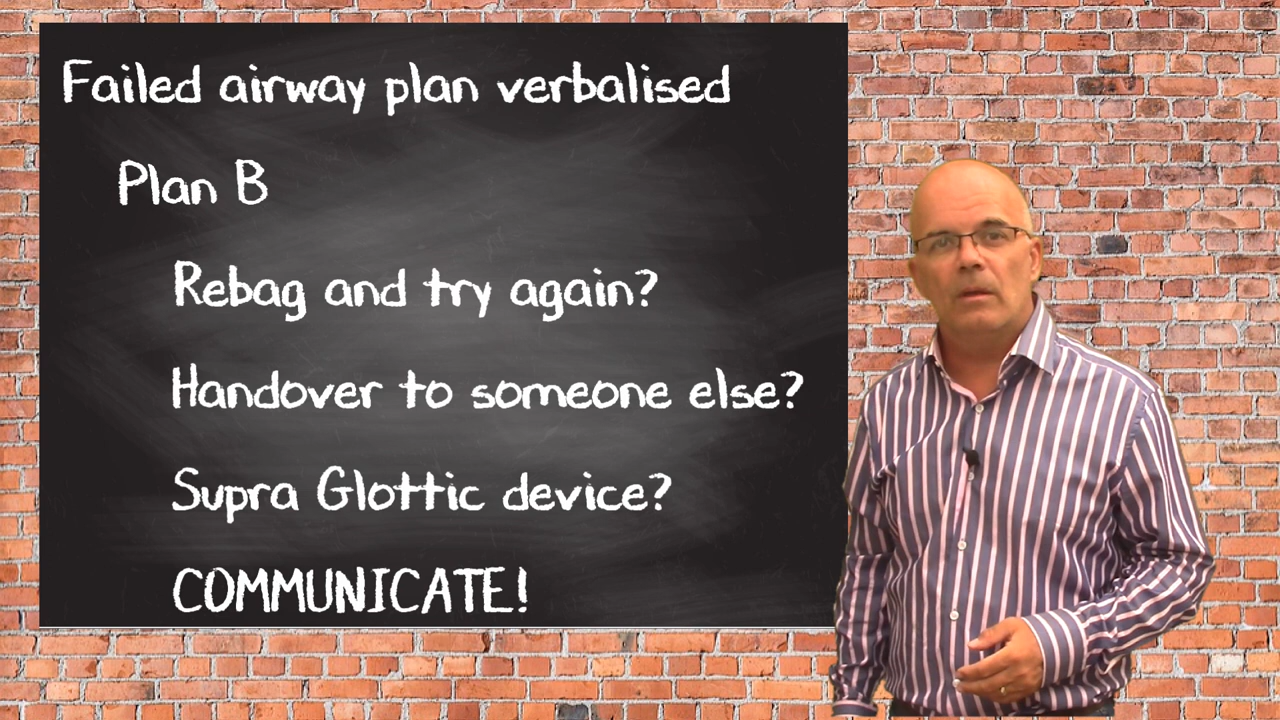 Failed airway plan verbalised
Plan B
Rebag and try again?
Handover to someone else?
Supra Glottic device?
COMMUNICATE!